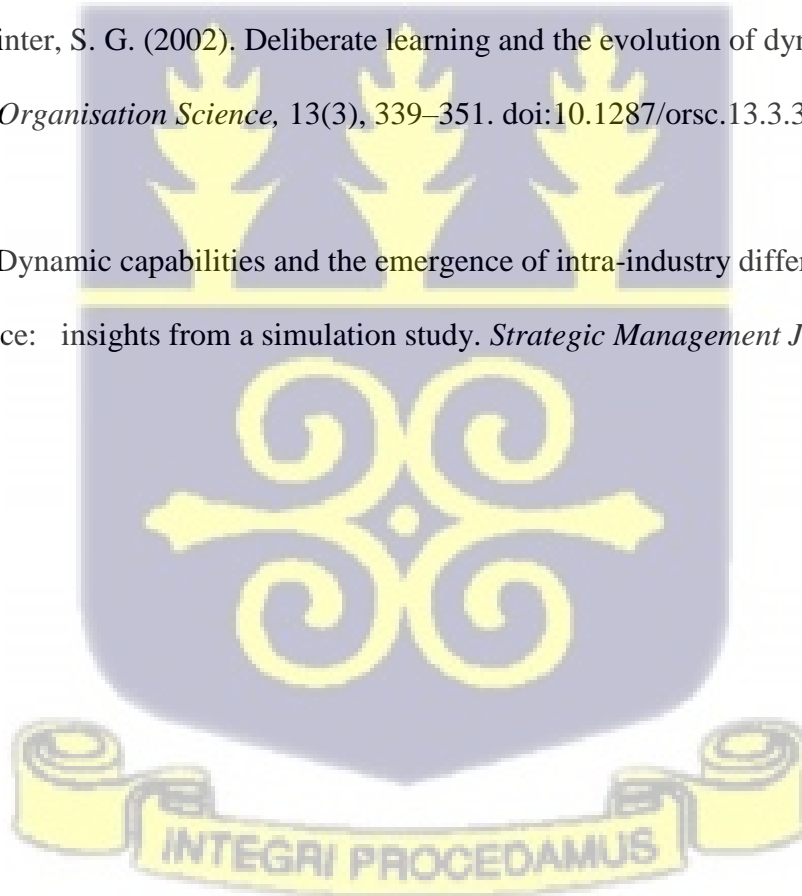 inter, S. G. (2002). Deliberate learning and the evolution of dyn
Organisation Science, 13(3), 339–351. doi:10.1287/orsc.13.3.3
Dynamic capabilities and the emergence of intra-industry differ
ce: insights from a simulation study. Strategic Management J
INTEGRI PROCEDAMUS